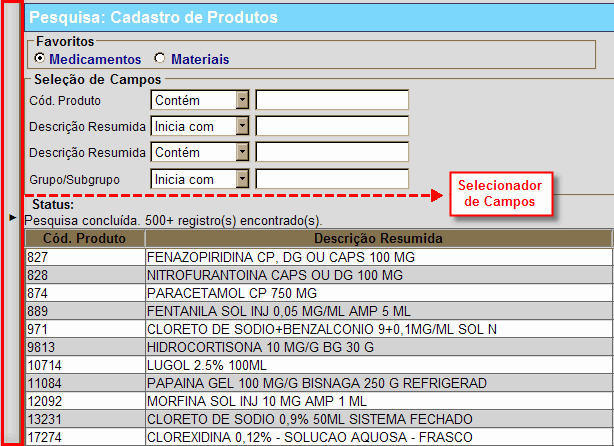 Pesquisa: Cadastro de Produtos
Favoritos
Medicamentos Materiais
Seleção de Campos
Cód. Produto Contém
Descrição Resumida Inicia com
Descrição Resumida Contém
Grupo/Subgrupo Inicia com
Selecionador
de Campos
Status:
Pesquisa concluída. 500+ registro(s) encontrado(s).
Cód. Produto Descrição Resumida
827 FENAZOPIRIDINA CP, DG OU CAPS 100 MG
828 NITROFURANTOINA CAPS OU DG 100 MG
874 PARACETAMOL CP 750 MG
889 FENTANILA SOL INJ 0,05 MG/ML AMP 5 ML
971 CLORETO DE SODIO+BENZALCONIO 9+0,1MG/ML SOL N
9813 HIDROCORTISONA 10 MG/G BG 30 G
10714 LUGOL 2.5% 100ML
11084 PAPAINA GEL 100 MG/G BISNAGA 250 G REFRIGERAD
12092 MORFINA SOL INJ 10 MG AMP 1 ML
13231 CLORETO DE SODIO 0,9% 50ML SISTEMA FECHADO
17274 CLOREXIDINA 0,12% - SOLUCAO AQUOSA - FRASCO